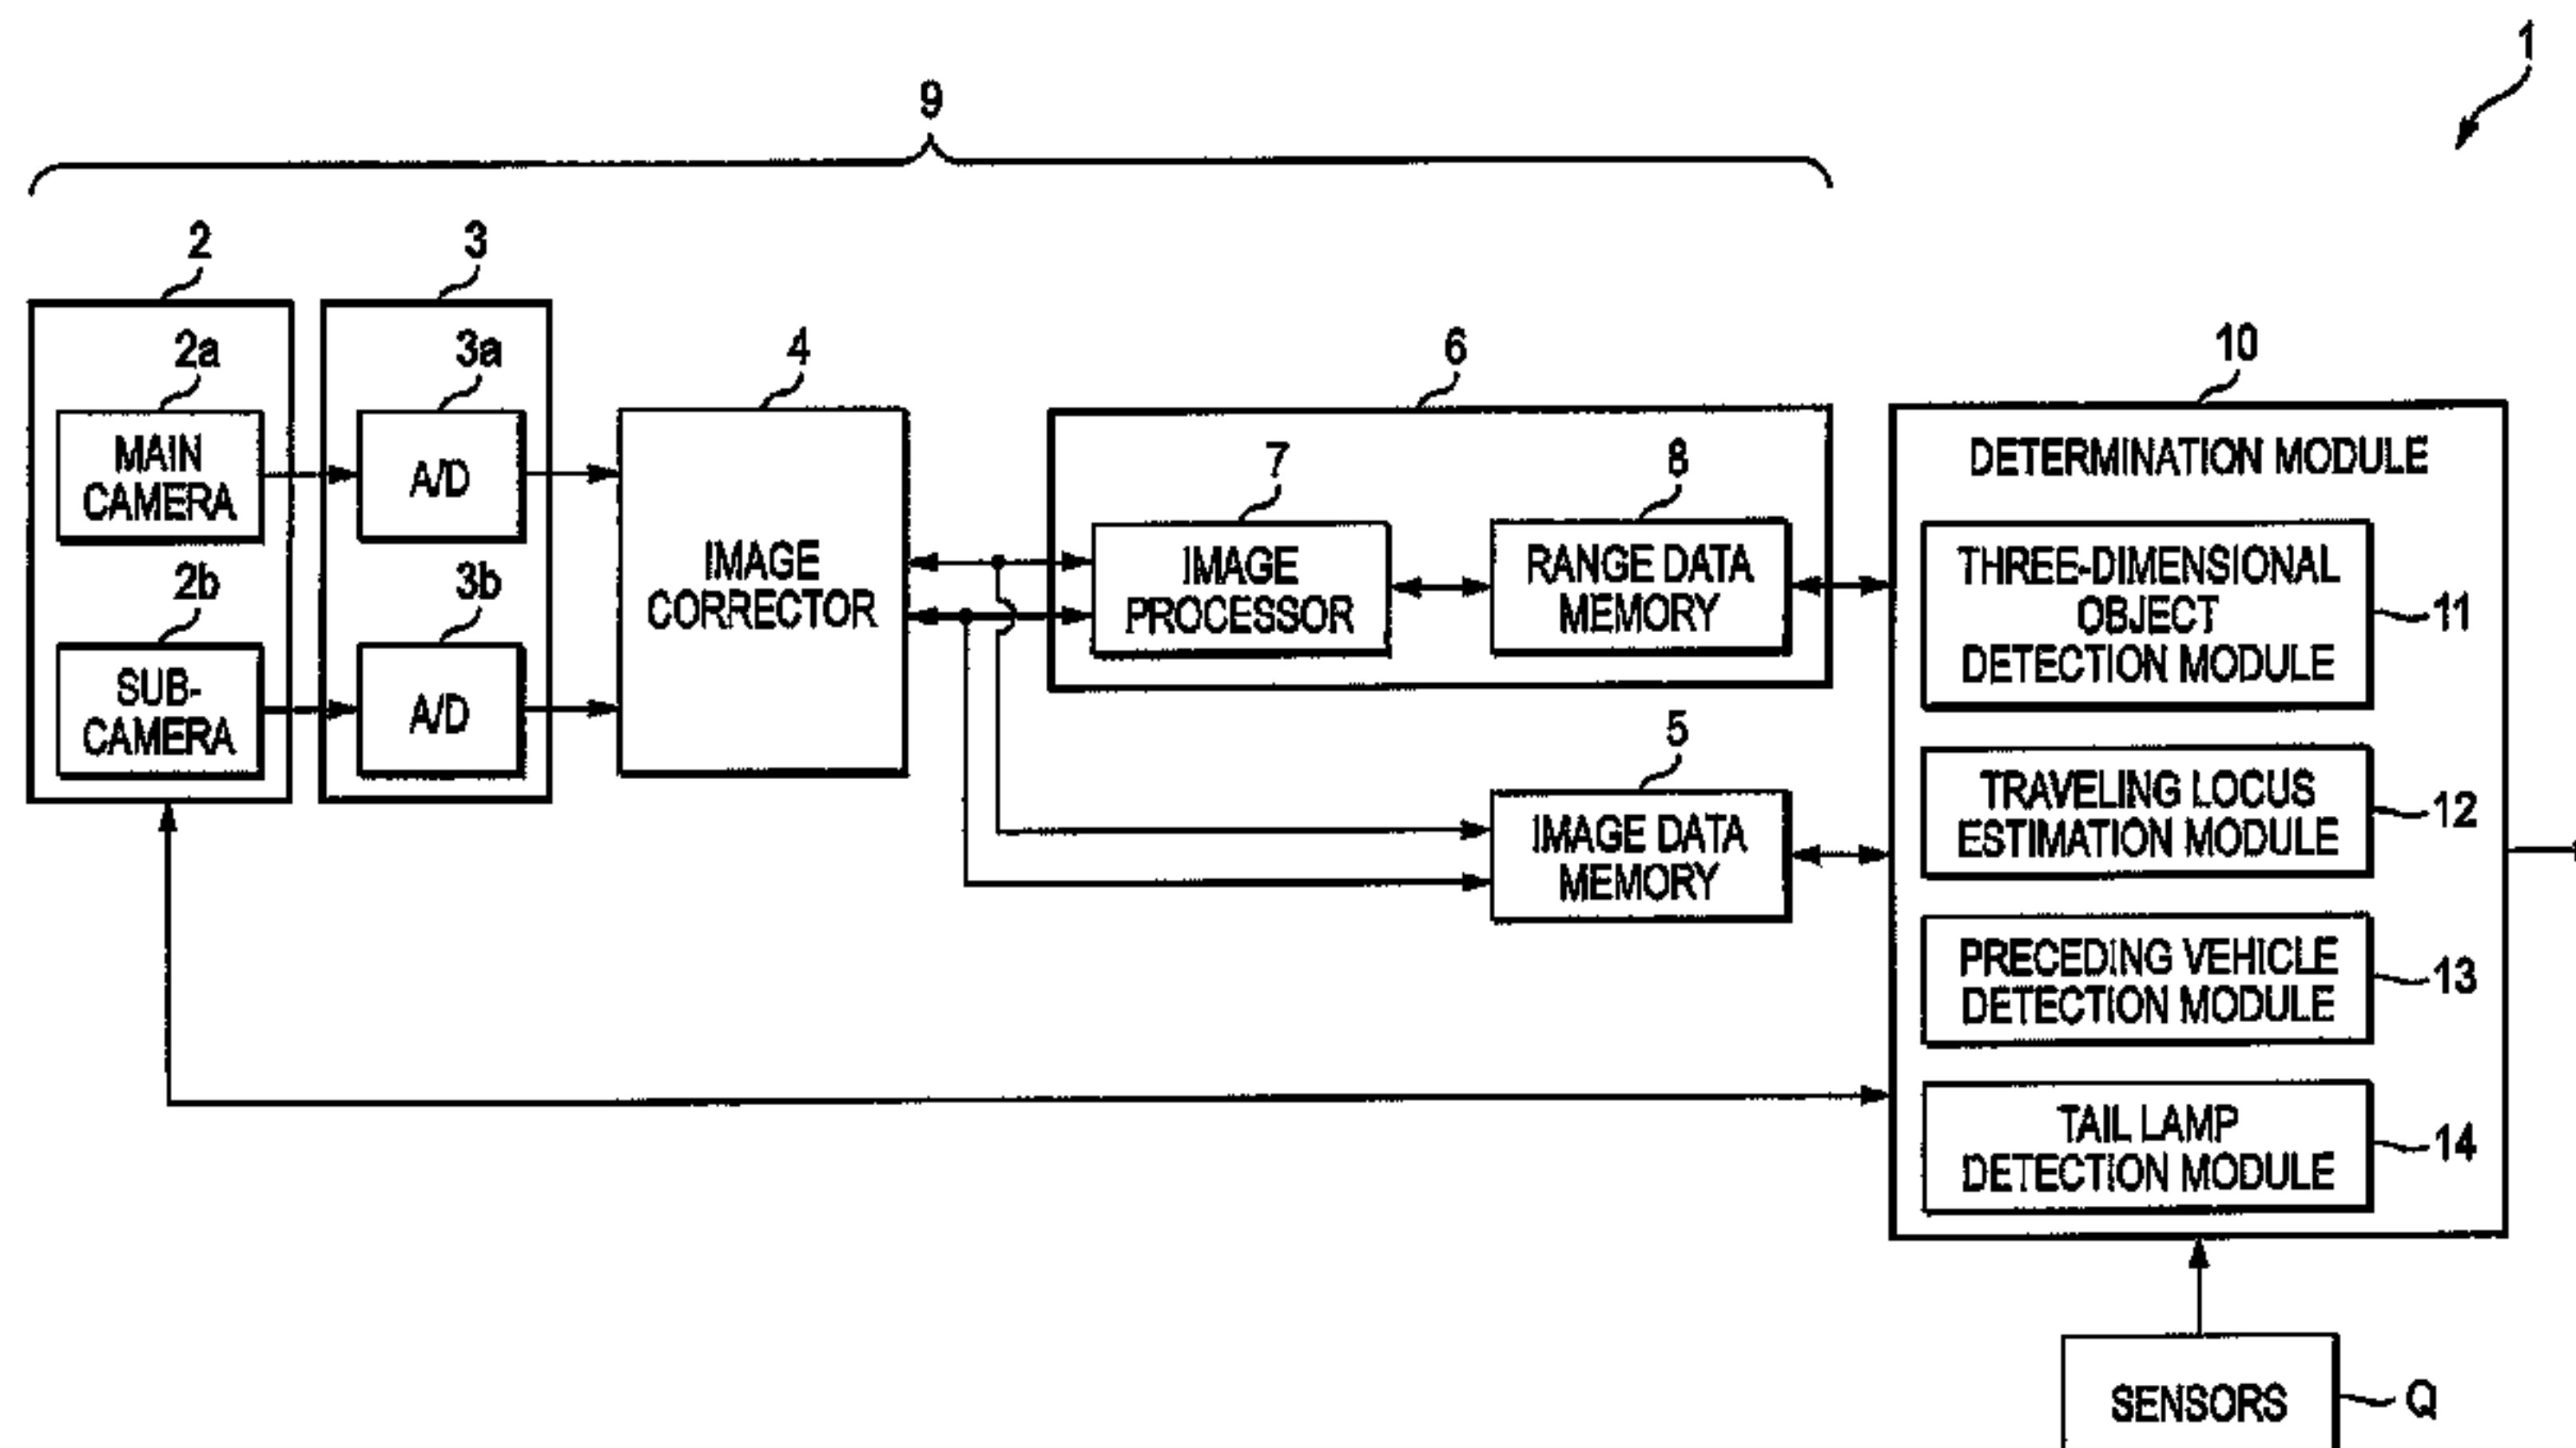 1
9
2
3
2a
3a
4
6
10
MAIN
CAMERA
A/D
7
8
DETERMINATION MODULE
IMAGE
CORRECTOR
IMAGE
PROCESSOR
RANGE DATA
MEMORY
THREE-DIMENSIONAL
OBJECT
DETECTION MODULE
11
2b
3b
SUB-
CAMERA
A/D
5
IMAGE DATA
MEMORY
TRAVELING LOCUS
ESTIMATION MODULE
12
PRECEDING VEHICLE
DETECTION MODULE
13
TAIL LAMP
DETECTION MODULE
14
SENSORS
Q